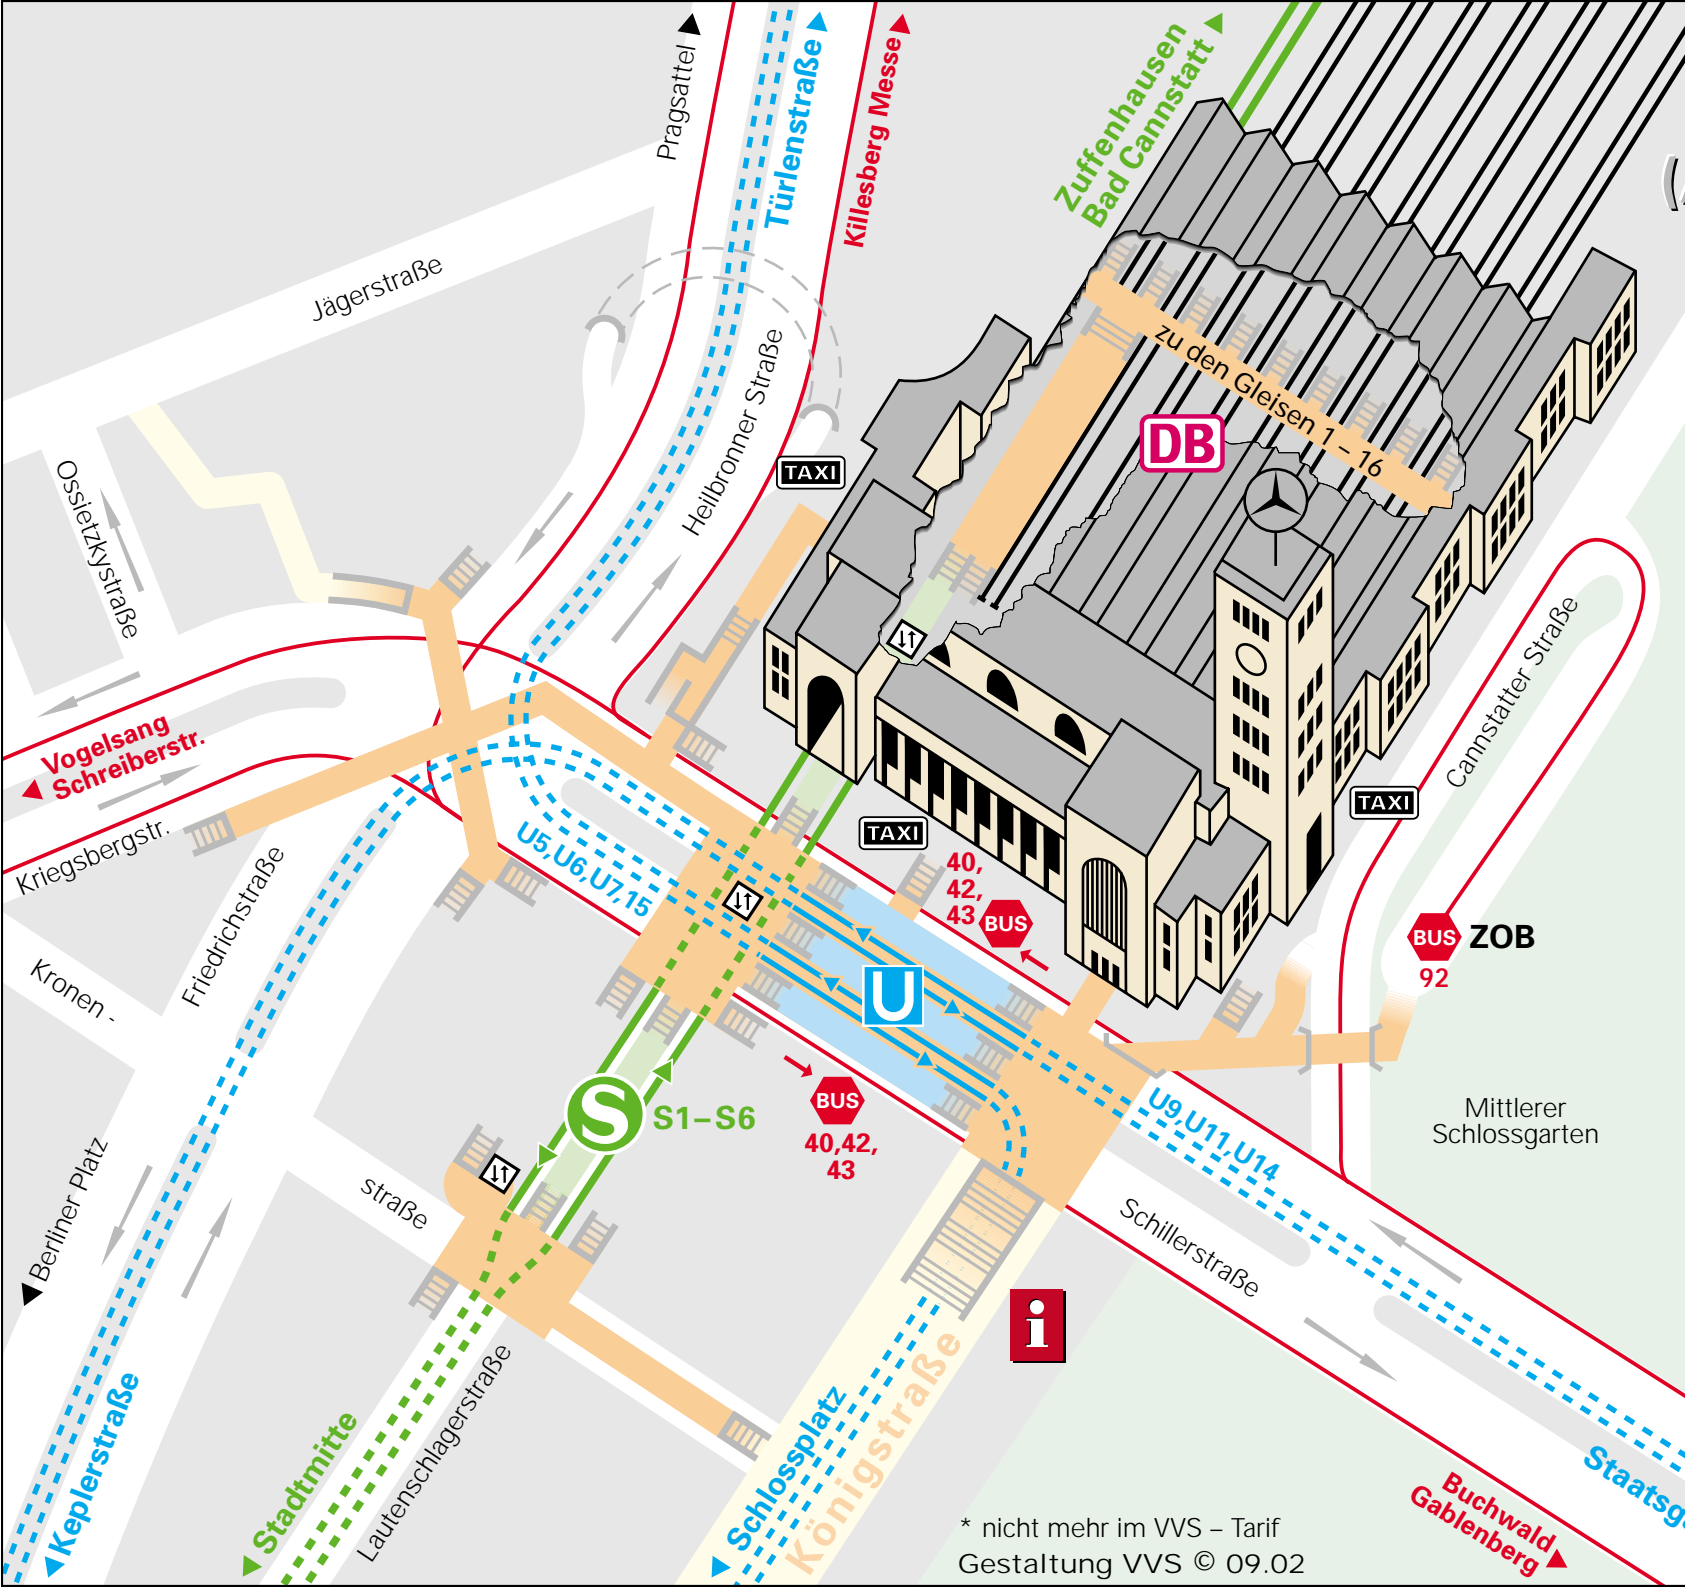 Pragsattel
Türlenstraße
Killesberg Messe
Zuffenhausen
Bad Cannstatt
Jägerstraße
zu den Gleisen 1 – 16
DB
Heilbronner Straße
TAXI
Ossietzkystraße
Cannstatter Straße
Vogelsang
Schreiberstr.
Kriegsbergstr.
TAXI
TAXI
U5,U6,U7,15
40,
42,
43
BUS
BUS
ZOB
92
Friedrichstraße
Kronen -
U
S
S1–S6
BUS
40,42,
43
U9,U11,U14
Mittlerer
Schlossgarten
Berliner Platz
straße
Schillerstraße
i
Keplerstraße
Stadtmitte
Lautenschlagerstraße
Schlossplatz
Königstraße
Buchwald
Gablenberg
* nicht mehr im VVS – Tarif
Gestaltung VVS © 09.02